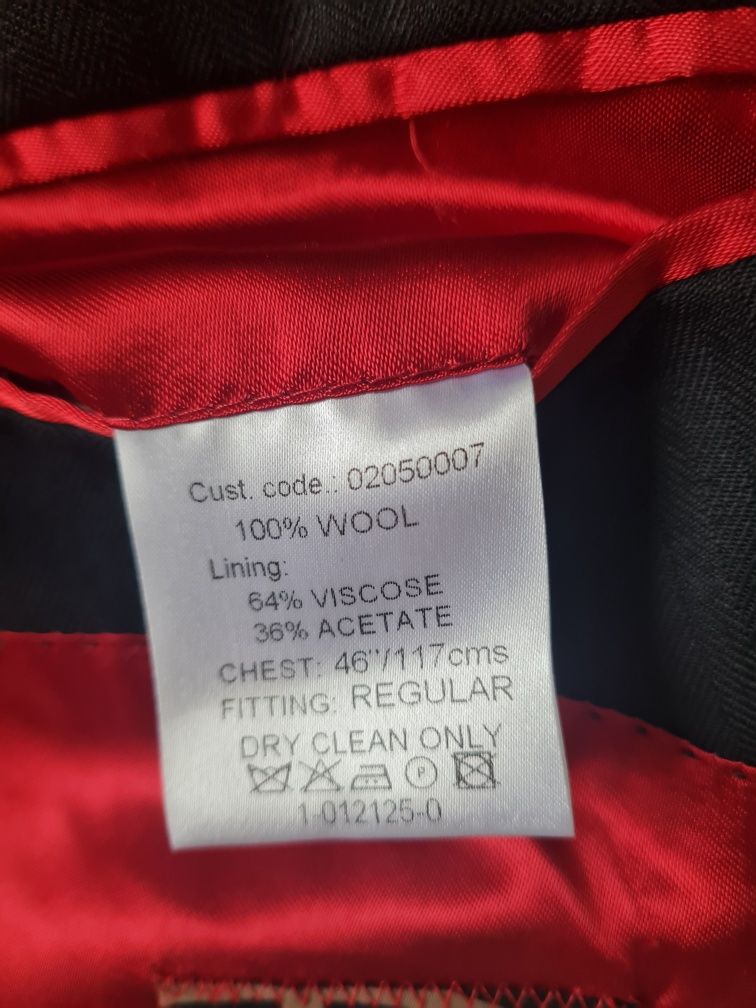 Cust. code.: 02050007
100% WOOL
Lining:
64% VISCOSE
36% ACETATE
CHEST: 46"/117cms
FITTING: REGULAR
DRY CLEAN ONLY
P
1-012125-0